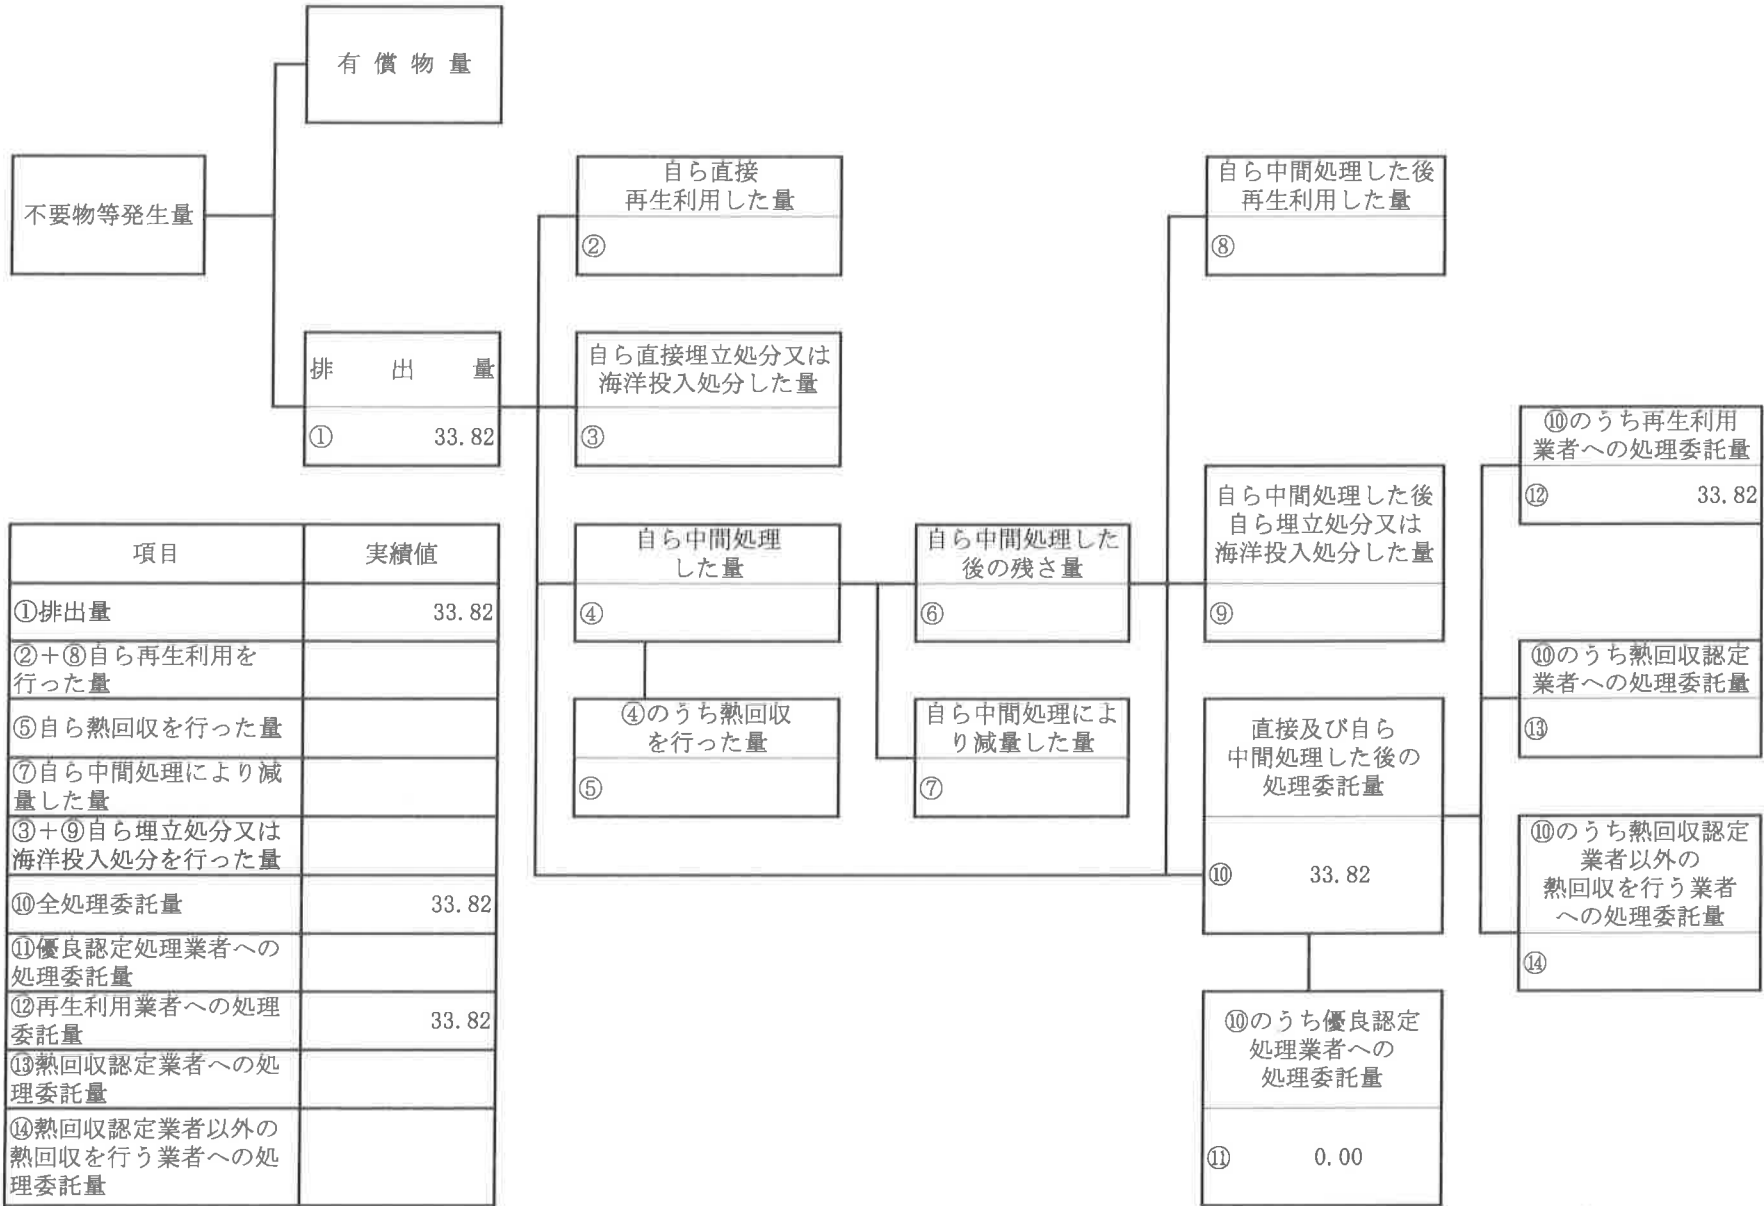 有償物量
不要物等発生量
排出量
① 33.82
自ら直接
再生利用した量
②
自ら直接埋立処分又は
海洋投入処分した量
③
自ら中間処理
した量
④
④のうち熱回収
を行った量
⑤
自ら中間処理した
後の残さ量
⑥
自ら中間処理によ
り減量した量
⑦
自ら中間処理した後
再生利用した量
⑧
自ら中間処理した後
自ら埋立処分又は
海洋投入処分した量
⑨
直接及び自ら
中間処理した後の
処理委託量
⑩ 33.82
⑩のうち優良認定
処理業者への
処理委託量
⑪ 0.00
⑩のうち再生利用
業者への処理委託量
⑫ 33.82
⑩のうち熱回収認定
業者への処理委託量
⑬
⑩のうち熱回収認定
業者以外の
熱回収を行う業者
への処理委託量
⑭
項目 実績値
①排出量 33.82
②+⑧自ら再生利用を
行った量
⑤自ら熱回収を行った量
⑦自ら中間処理により減
量した量
③+⑨自ら埋立処分又は
海洋投入処分を行った量
⑩全処理委託量 33.82
⑪優良認定処理業者への
処理委託量
⑫再生利用業者への処理
委託量 33.82
⑬熱回収認定業者への処
理委託量
⑭熱回収認定業者以外の
熱回収を行う業者への処
理委託量